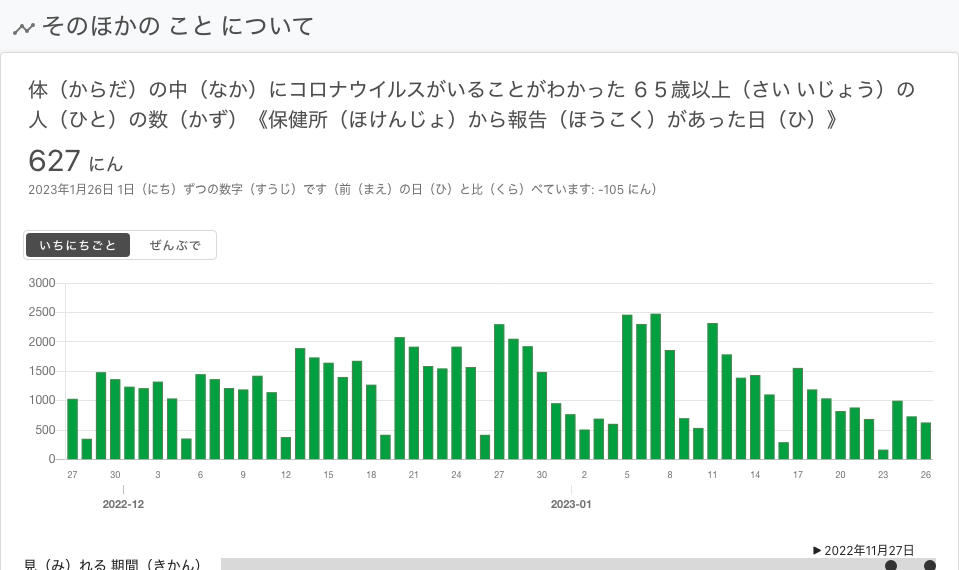 そのほかの こと について
体（からだ）の中（なか）にコロナウイルスがいることがわかった ６５歳以上（さい いじょう）の
人（ひと）の数（かず）《保健所（ほけんじょ）から報告（ほうこく）があった日（ひ）》
627 にん
2023年1月26日 1日（にち）ずつの数字（すうじ）です（前（まえ）の日（ひ）と比（くら）べています: -105 にん）
いちにちごと ぜんぶで
3000
2500
2000
1500
1000
500
0
27 30 3 6 9 12 15 18 21 24 27 30 2 5 8 11 14 17 20 23 26
2022-12 2023-01
▶ 2022年11月27日
見（み）れる 期間（きかん）